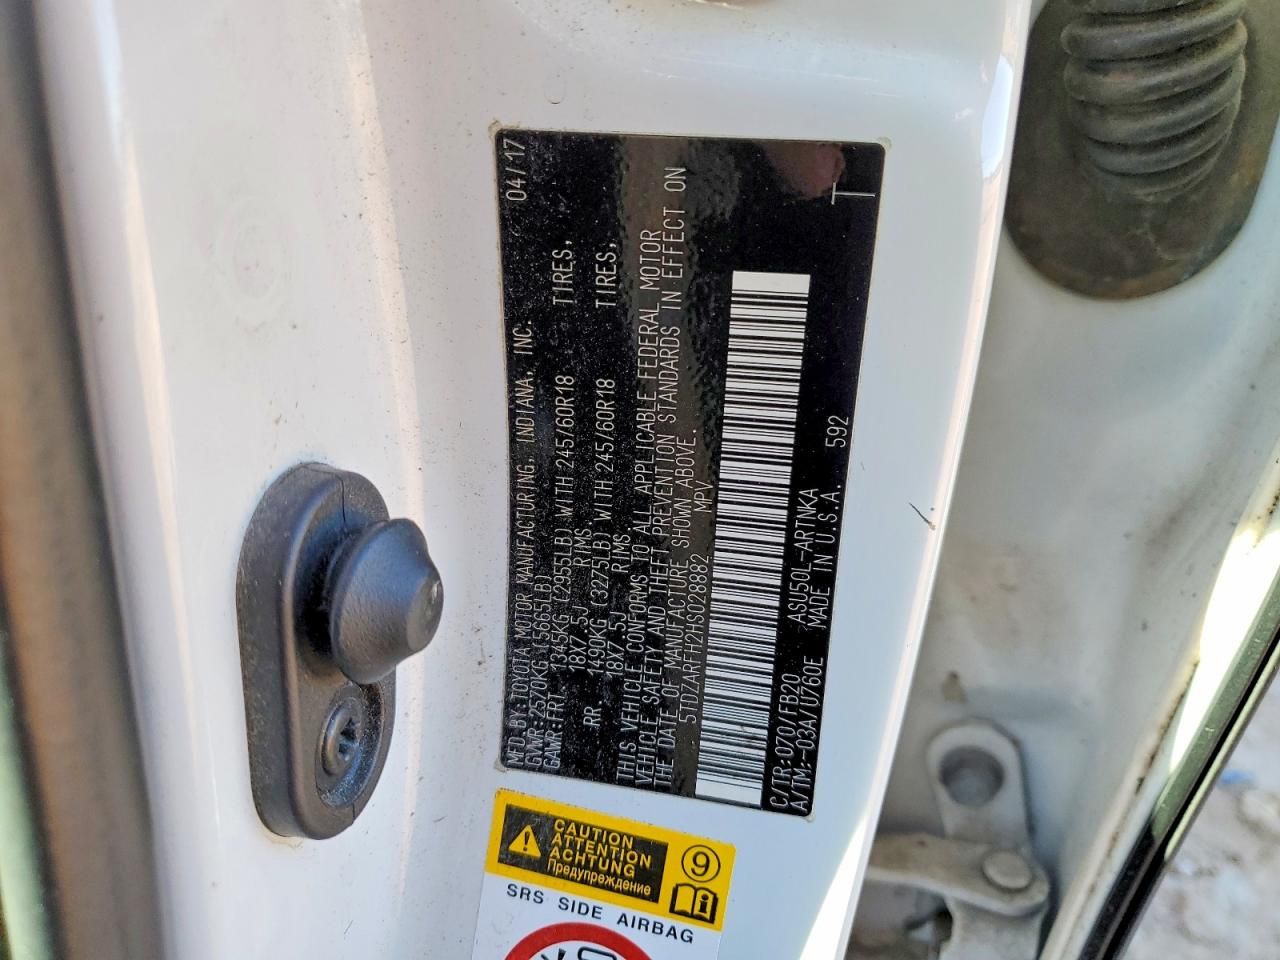 MFD.BY:TOYOTA MOTOR MANUFACTURING, INDIANA, INC. 04/17
GVWR:2570KG (5665LB)
GAWR:FRT. 1345KG (2965LB) WITH 245/60R18 TIRES,
18X7.5J RIMS
RR. 1490KG (3275LB) WITH 245/60R18 TIRES,
18X7.5J RIMS
THIS VEHICLE CONFORMS TO ALL APPLICABLE FEDERAL MOTOR
VEHICLE SAFETY AND THEFT PREVENTION STANDARDS IN EFFECT ON
THE DATE OF MANUFACTURE SHOWN ABOVE.
5TDZARFH2HS028882 MPV
C/TR:070/FB20 ASU50L-ARTNKA
A/TM:-03A/U760E MADE IN U.S.A. 592
CAUTION
ATTENTION
ACHTUNG
Предупреждение
9
SRS SIDE AIRBAG